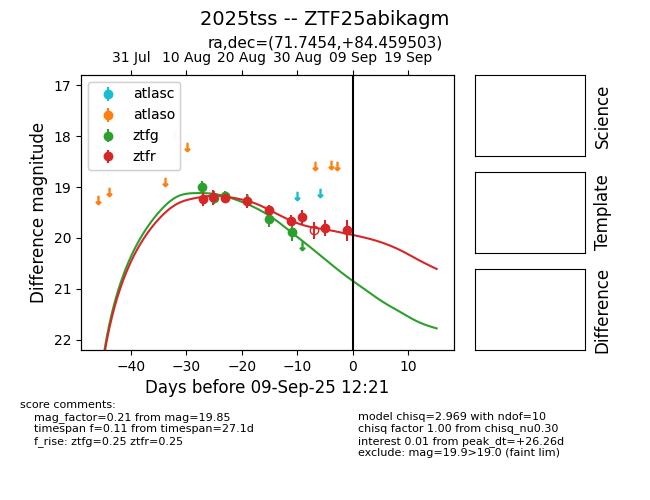 2025tss -- ZTF25abikagm
ra,dec=(71.7454,+84.459503)
31 Jul 10 Aug 20 Aug 30 Aug 09 Sep 19 Sep
17
18
19
20
21
22
Difference magnitude
atlasc
atlaso
ztfg
ztfr
−40 −30 −20 −10 0 10
Days before 09-Sep-25 12:21
Science
Template
Difference
score comments:
mag_factor=0.21 from mag=19.85
timespan f=0.11 from timespan=27.1d
f_rise: ztfg=0.25 ztfr=0.25
model chisq=2.969 with ndof=10
chisq factor 1.00 from chisq_nu0.30
interest 0.01 from peak_dt=+26.26d
exclude: mag=19.9>19.0 (faint lim)